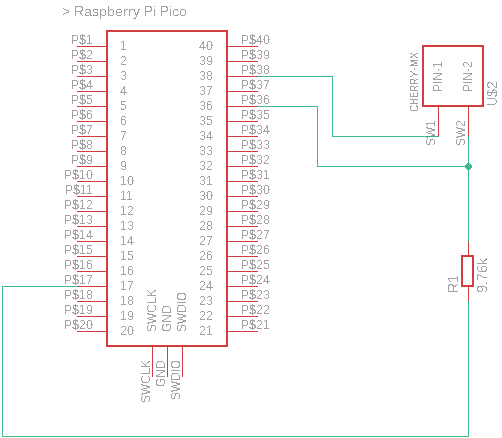 > Raspberry Pi Pico
P$1 1 40 P$40
P$2 2 39 P$39
P$3 3 38 P$38
P$4 4 37 P$37
P$5 5 36 P$36
P$6 6 35 P$35
P$7 7 34 P$34
P$8 8 33 P$33
P$9 9 32 P$32
P$10 10 31 P$31
P$11 11 30 P$30
P$12 12 29 P$29
P$13 13 28 P$28
P$14 14 27 P$27
P$15 15 26 P$26
P$16 16 25 P$25
P$17 17 24 P$24
P$18 18 23 P$23
P$19 19 22 P$22
P$20 20 21 P$21
SWCLK GND SWDIO
SWCLK GND SWDIO
CHERRY-MX
PIN-1 PIN-2
U$2
SW1 SW2
R1 9.76k